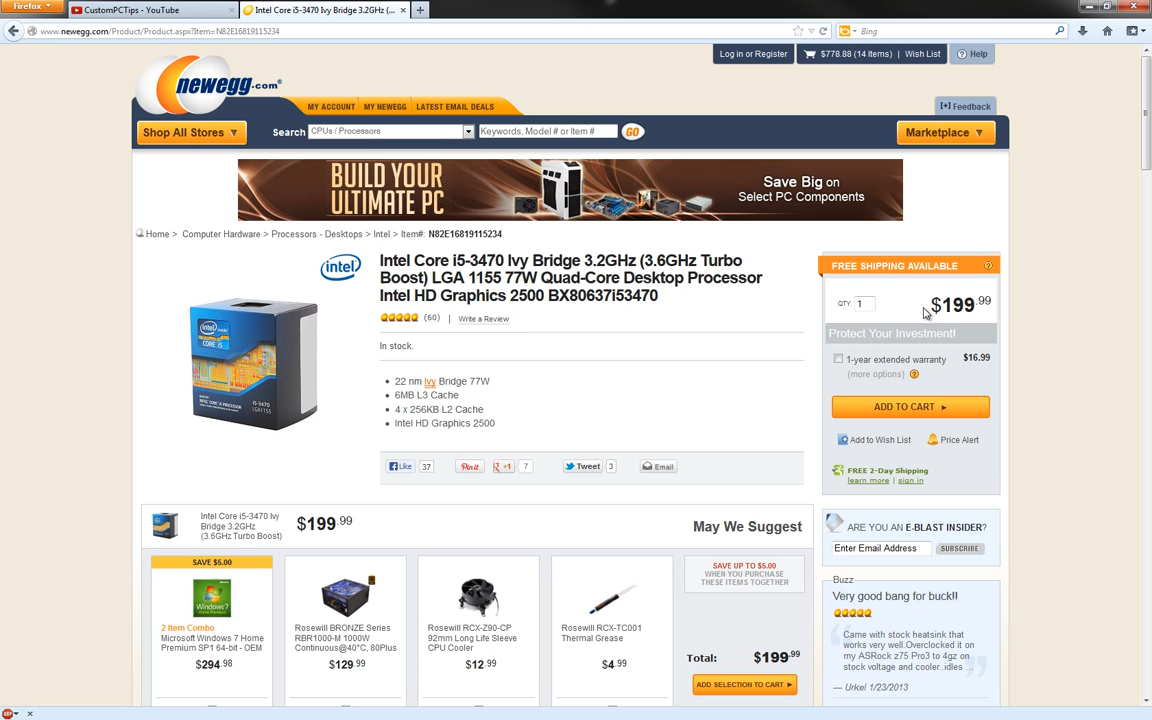 Firefox
CustomPCTips - YouTube
Intel Core i5-3470 Ivy Bridge 3.2GHz (...
www.newegg.com/Product/Product.aspx?Item=N82E16819115234
Bing
Log in or Register
$778.88 (14 Items) | Wish List
Help
newegg.com
MY ACCOUNT
MY NEWEGG
LATEST EMAIL DEALS
[+] Feedback
Shop All Stores
Search
CPUs / Processors
Keywords, Model # or Item #
GO
Marketplace
BUILD YOUR
ULTIMATE PC
Save Big on
Select PC Components
Home > Computer Hardware > Processors - Desktops > Intel > Item#: N82E16819115234
intel
Intel Core i5-3470 Ivy Bridge 3.2GHz (3.6GHz Turbo
Boost) LGA 1155 77W Quad-Core Desktop Processor
Intel HD Graphics 2500 BX80637i53470
(60) | Write a Review
In stock.
22 nm Ivy Bridge 77W
6MB L3 Cache
4 x 256KB L2 Cache
Intel HD Graphics 2500
Like 37
Pin it
+1 7
Tweet 3
Email
FREE SHIPPING AVAILABLE
QTY. 1
$199.99
Protect Your Investment!
1-year extended warranty $16.99
(more options)
ADD TO CART
Add to Wish List
Price Alert
FREE 2-Day Shipping
learn more | sign in
Intel Core i5-3470 Ivy
Bridge 3.2GHz
(3.6GHz Turbo Boost)
$199.99
May We Suggest
SAVE $5.00
2 Item Combo
Microsoft Windows 7 Home
Premium SP1 64-bit - OEM
$294.98
Rosewill BRONZE Series
RBR1000-M 1000W
Continuous@40°C, 80Plus
$129.99
Rosewill RCX-Z90-CP
92mm Long Life Sleeve
CPU Cooler
$12.99
Rosewill RCX-TC001
Thermal Grease
$4.99
SAVE UP TO $5.00
WHEN YOU PURCHASE
THESE ITEMS TOGETHER
Total: $199.99
ADD SELECTION TO CART
ARE YOU AN E-BLAST INSIDER?
Enter Email Address
SUBSCRIBE
Buzz
Very good bang for buck!!
Came with stock heatsink that
works very well.Overclocked it on
my ASRock z75 Pro3 to 4gz on
stock voltage and cooler..idles ...
— Urkel 1/23/2013